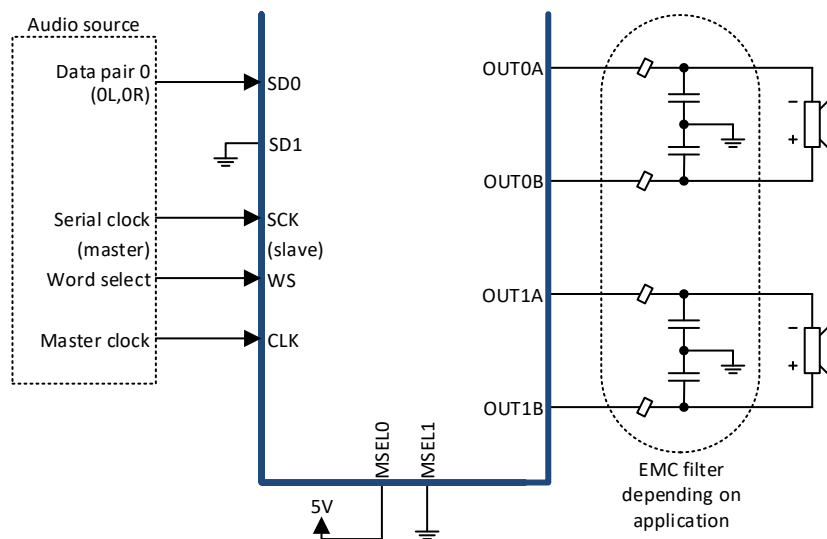 Audio source
Data pair 0
(0L,0R)
Serial clock
(master)
Word select
Master clock
SD0
SD1
SCK
(slave)
WS
CLK
MSEL0
MSEL1
5V
OUT0A
OUT0B
OUT1A
OUT1B
−
+
−
+
EMC filter
depending on
application